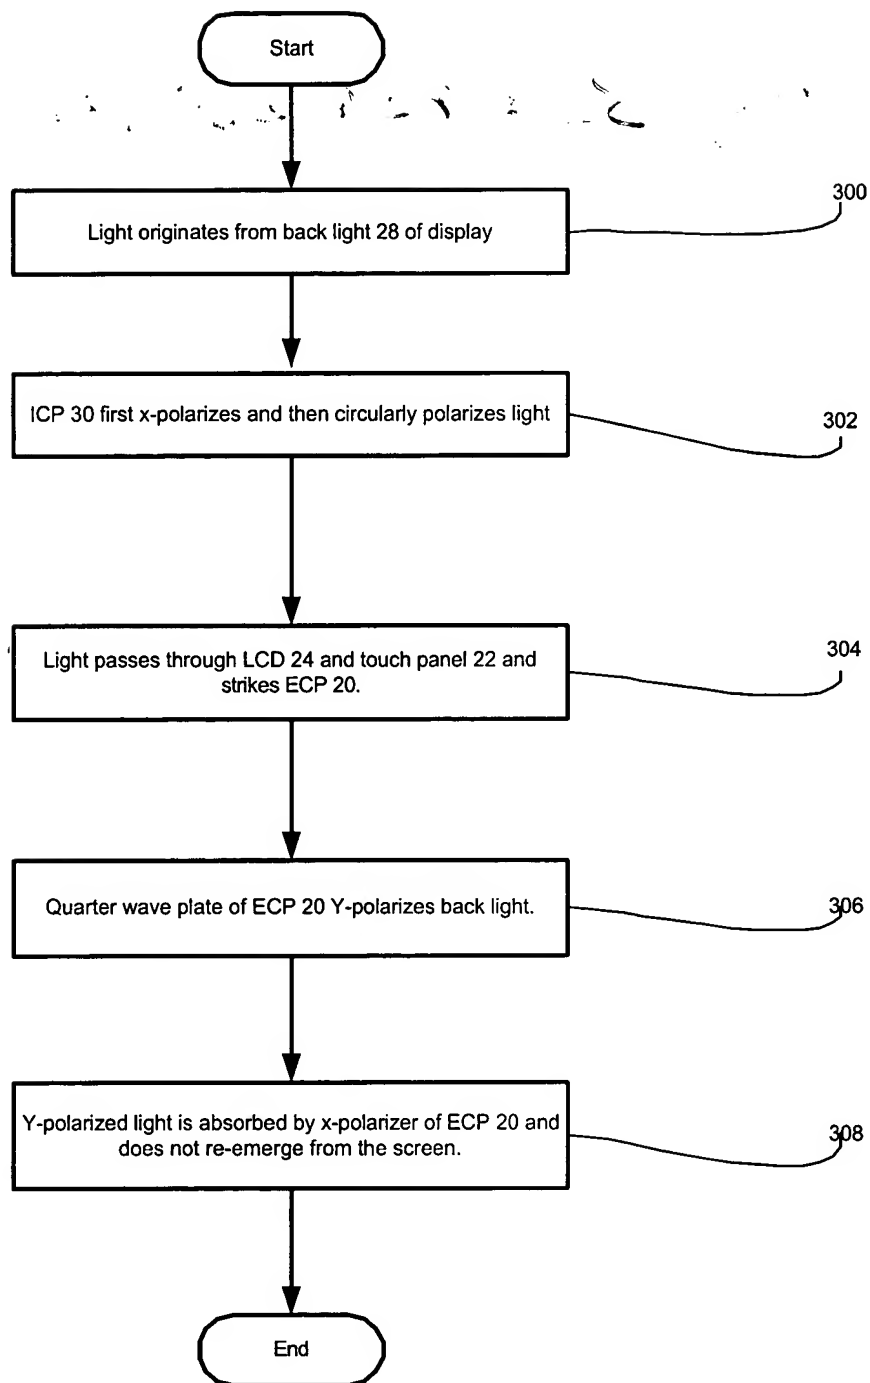 Start
300
Light originates from back light 28 of display
ICP 30 first x-polarizes and then circularly polarizes light
302
Light passes through LCD 24 and touch panel 22 and
strikes ECP 20.
304
Quarter wave plate of ECP 20 Y-polarizes back light.
306
Y-polarized light is absorbed by x-polarizer of ECP 20 and
does not re-emerge from the screen.
308
End